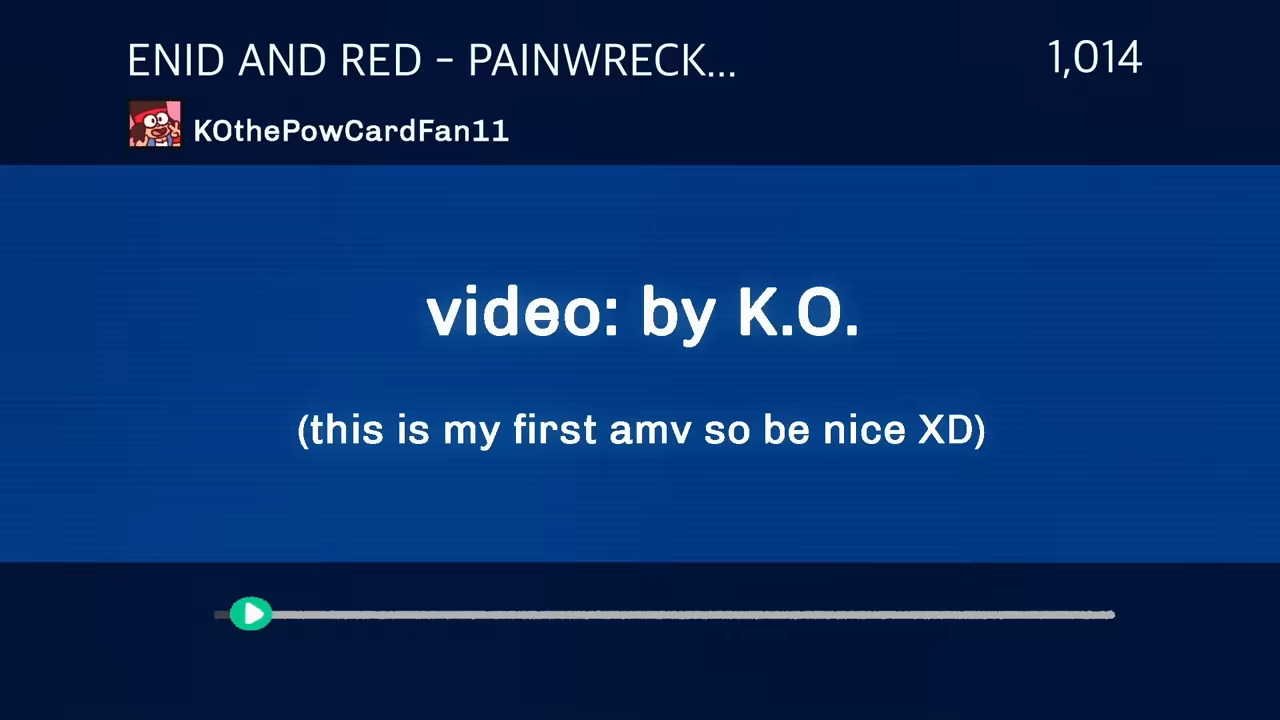 ENID AND RED - PAINWRECK...
1,014
KOthePowCardFan11
video: by K.O.
(this is my first amv so be nice XD)